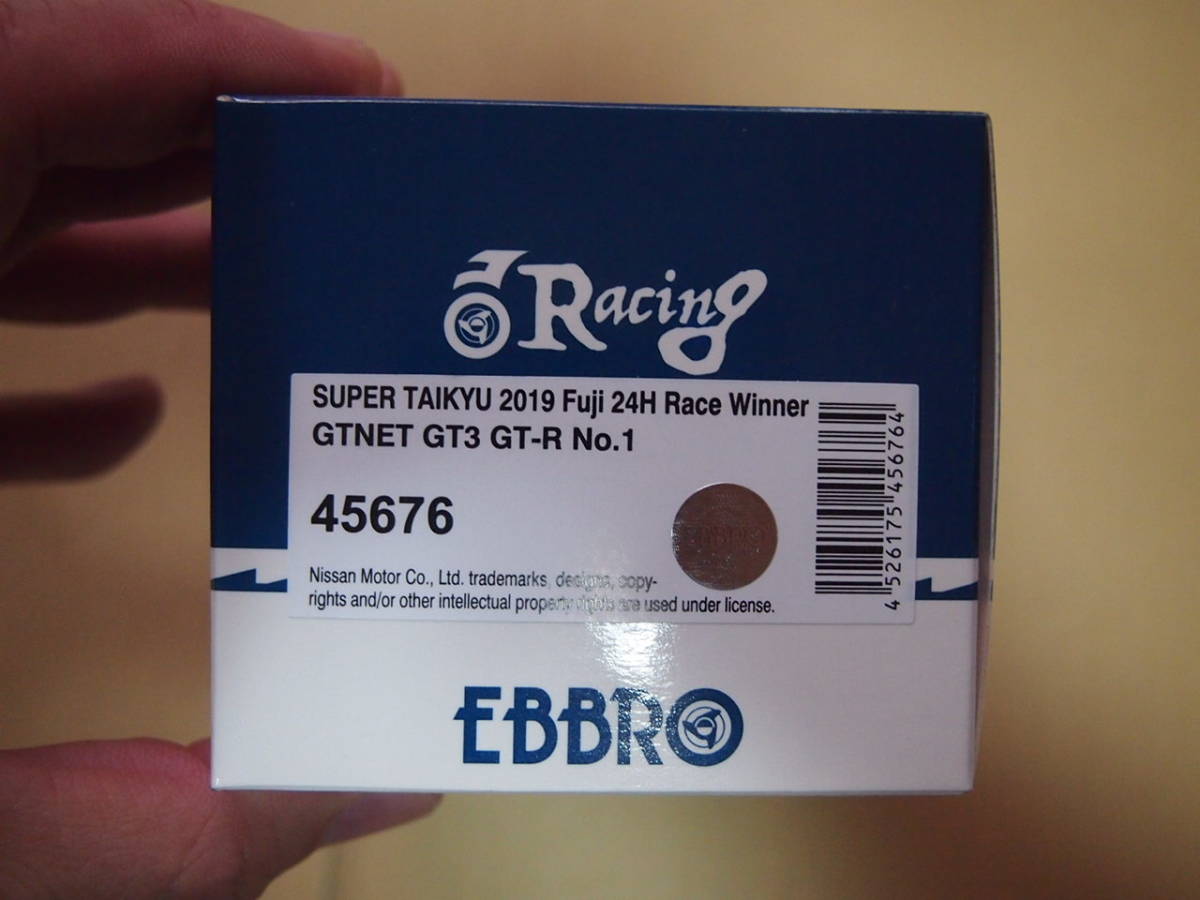 Racing
SUPER TAIKYU 2019 Fuji 24H Race Winner
GTNET GT3 GT-R No.1
45676
EBBRO
Nissan Motor Co., Ltd. trademarks, designs, copy-
rights and/or other intellectual property rights are used under license.
4 526175 456764
EBBRO